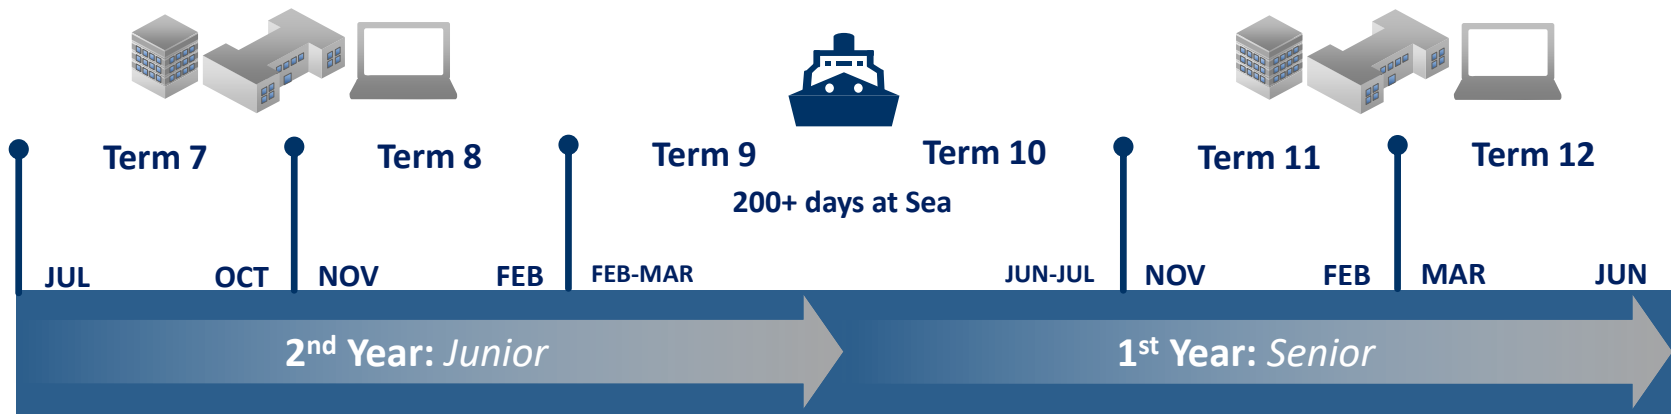 Term 7
Term 8
Term 9
Term 10
Term 11
Term 12
200+ days at Sea
JUL
OCT
NOV
FEB
FEB-MAR
JUN-JUL
NOV
FEB
MAR
JUN
2nd Year: Junior
1st Year: Senior